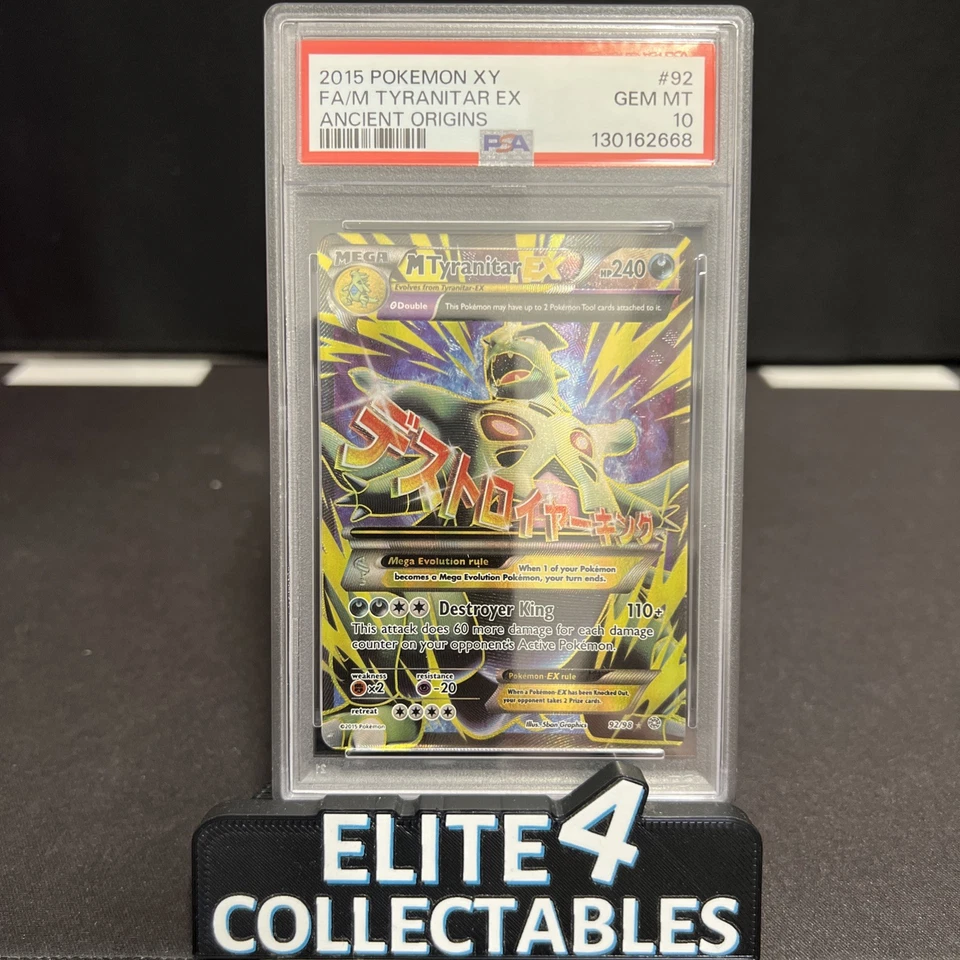 2015 POKEMON XY #92
FA/M TYRANITAR EX GEM MT
ANCIENT ORIGINS 10
PSA 130162668
MEGA M Tyranitar EX HP 240
Evolves from Tyranitar-EX
θDouble This Pokémon may have up to 2 Pokémon Tool cards attached to it.
デストロイヤーキング
Mega Evolution rule When 1 of your Pokémon
becomes a Mega Evolution Pokémon, your turn ends.
Destroyer King 110+
This attack does 60 more damage for each damage
counter on your opponent's Active Pokémon.
weakness resistance Pokémon-EX rule
×2 -20 When a Pokémon-EX has been Knocked Out,
your opponent takes 2 Prize cards.
retreat
©2015 Pokémon Illus. 5ban Graphics 92/98
ELITE 4
COLLECTABLES